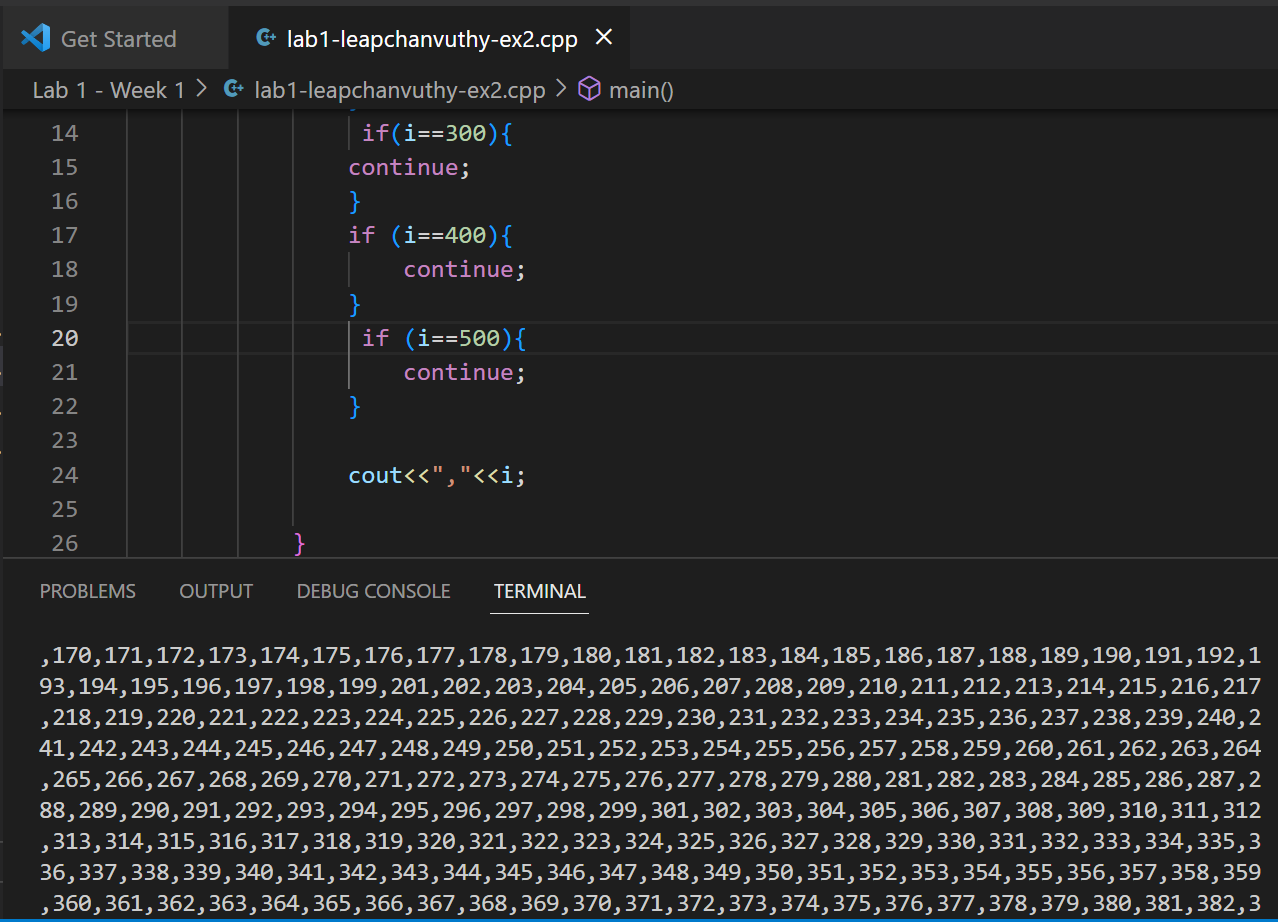 Get Started
lab1-leapchanvuthy-ex2.cpp
Lab 1 - Week 1 > lab1-leapchanvuthy-ex2.cpp > main()
14 if(i==300){
15 continue;
16 }
17 if (i==400){
18 continue;
19 }
20 if (i==500){
21 continue;
22 }
23
24 cout<<","<<i;
25
26 }
PROBLEMS OUTPUT DEBUG CONSOLE TERMINAL
,170,171,172,173,174,175,176,177,178,179,180,181,182,183,184,185,186,187,188,189,190,191,192,1
93,194,195,196,197,198,199,201,202,203,204,205,206,207,208,209,210,211,212,213,214,215,216,217
,218,219,220,221,222,223,224,225,226,227,228,229,230,231,232,233,234,235,236,237,238,239,240,2
41,242,243,244,245,246,247,248,249,250,251,252,253,254,255,256,257,258,259,260,261,262,263,264
,265,266,267,268,269,270,271,272,273,274,275,276,277,278,279,280,281,282,283,284,285,286,287,2
88,289,290,291,292,293,294,295,296,297,298,299,301,302,303,304,305,306,307,308,309,310,311,312
,313,314,315,316,317,318,319,320,321,322,323,324,325,326,327,328,329,330,331,332,333,334,335,3
36,337,338,339,340,341,342,343,344,345,346,347,348,349,350,351,352,353,354,355,356,357,358,359
,360,361,362,363,364,365,366,367,368,369,370,371,372,373,374,375,376,377,378,379,380,381,382,3